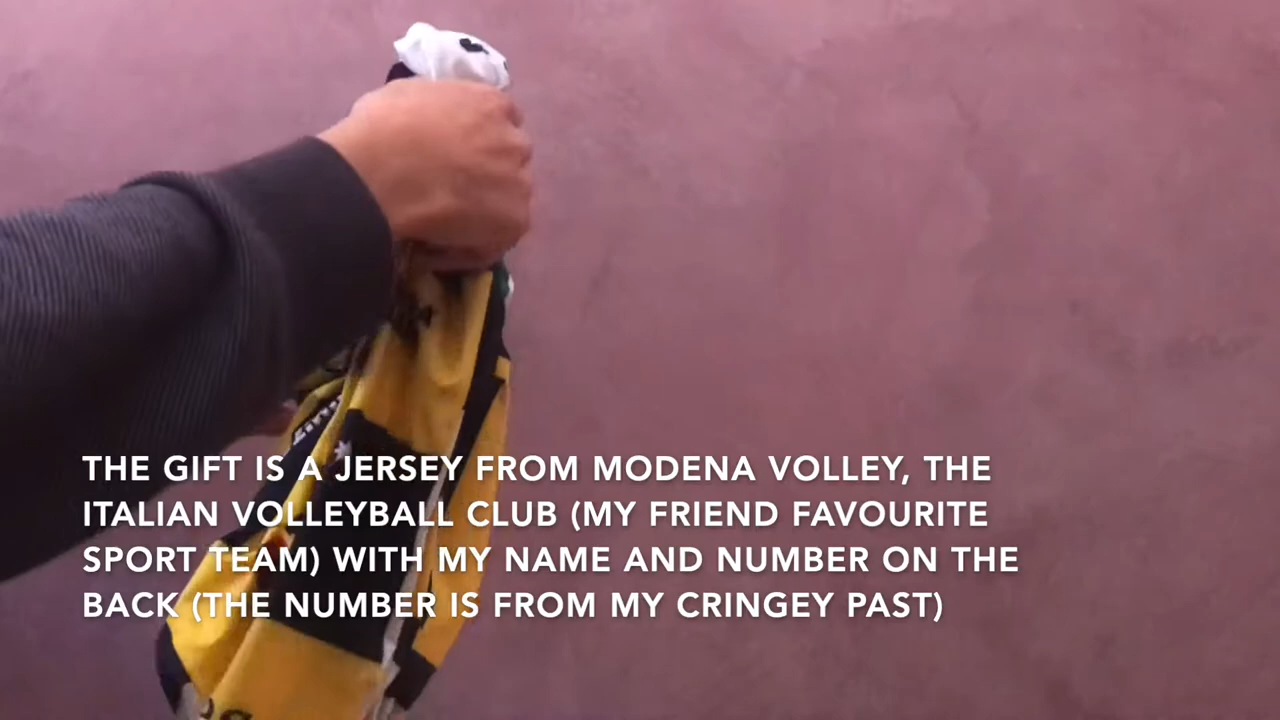 THE GIFT IS A JERSEY FROM MODENA VOLLEY, THE
ITALIAN VOLLEYBALL CLUB (MY FRIEND FAVOURITE
SPORT TEAM) WITH MY NAME AND NUMBER ON THE
BACK (THE NUMBER IS FROM MY CRINGEY PAST)